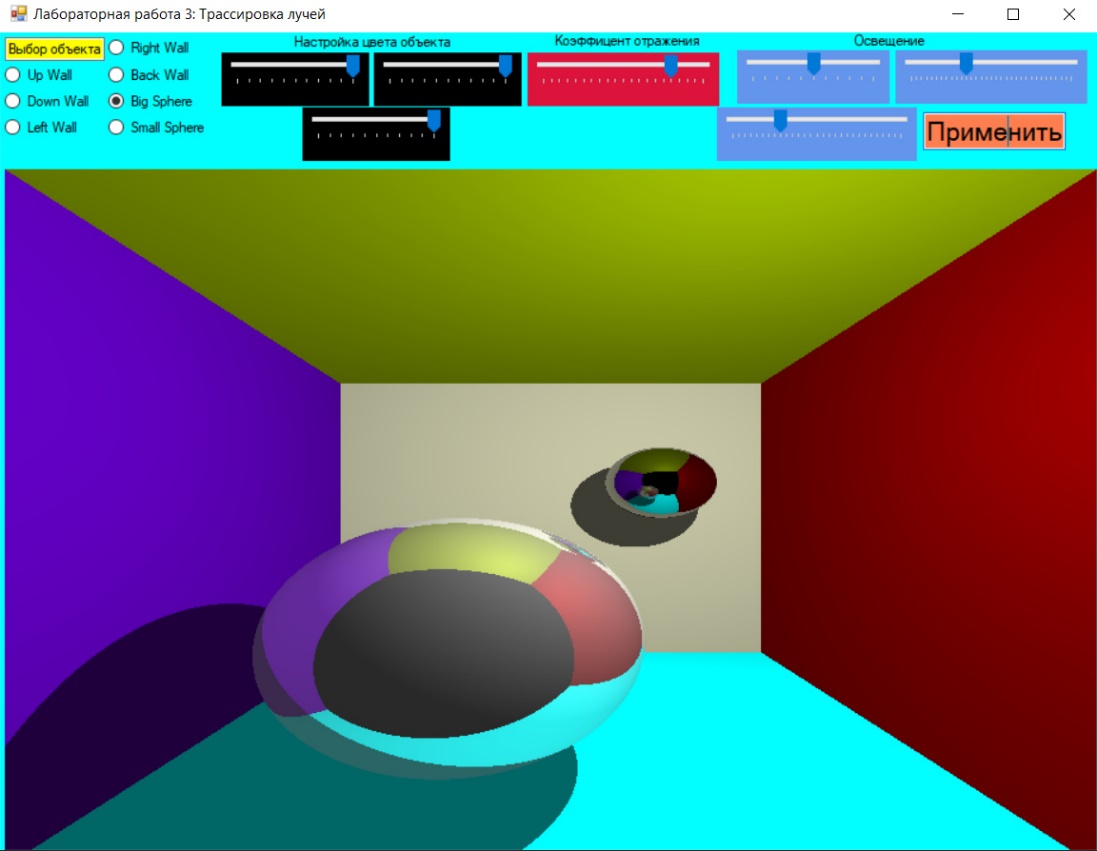 Лабораторная работа 3: Трассировка лучей
Выбор объекта
Right Wall
Up Wall
Back Wall
Down Wall
Big Sphere
Left Wall
Small Sphere
Настройка цвета объекта
Коэффицент отражения
Освещение
Применить